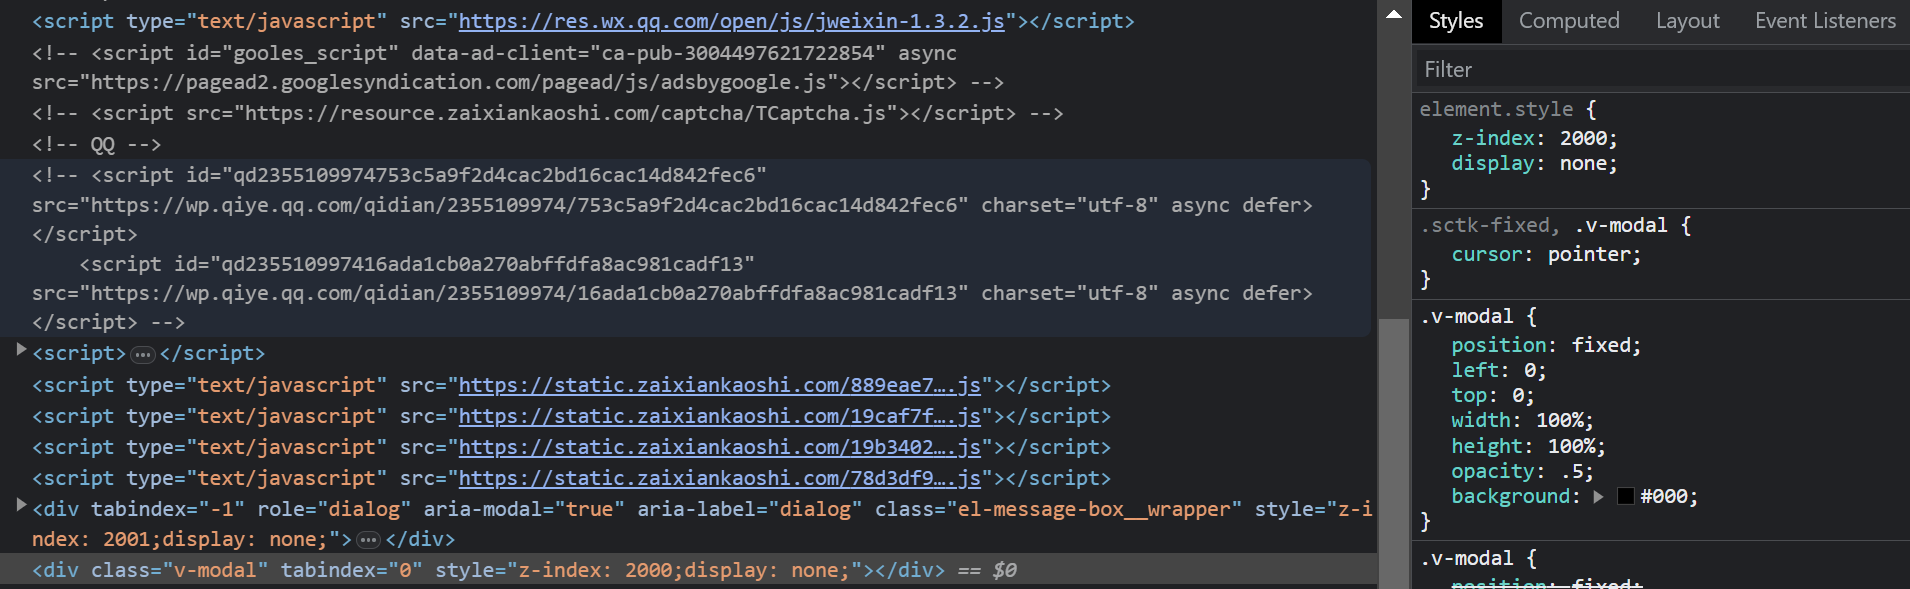 <script type="text/javascript" src="https://res.wx.qq.com/open/js/jweixin-1.3.2.js"></script>
<!-- <script id="gooles_script" data-ad-client="ca-pub-3004497621722854" async
src="https://pagead2.googlesyndication.com/pagead/js/adsbygoogle.js"></script> -->
<!-- <script src="https://resource.zaixiankaoshi.com/captcha/TCaptcha.js"></script> -->
<!-- QQ -->
<!-- <script id="qd2355109974753c5a9f2d4cac2bd16cac14d842fec6"
src="https://wp.qiye.qq.com/qidian/2355109974/753c5a9f2d4cac2bd16cac14d842fec6" charset="utf-8" async defer>
</script>
<script id="qd235510997416ada1cb0a270abffdfa8ac981cadf13"
src="https://wp.qiye.qq.com/qidian/2355109974/16ada1cb0a270abffdfa8ac981cadf13" charset="utf-8" async defer>
</script> -->
<script>…</script>
<script type="text/javascript" src="https://static.zaixiankaoshi.com/889eae7….js"></script>
<script type="text/javascript" src="https://static.zaixiankaoshi.com/19caf7f….js"></script>
<script type="text/javascript" src="https://static.zaixiankaoshi.com/19b3402….js"></script>
<script type="text/javascript" src="https://static.zaixiankaoshi.com/78d3df9….js"></script>
<div tabindex="-1" role="dialog" aria-modal="true" aria-label="dialog" class="el-message-box__wrapper" style="z-i
ndex: 2001;display: none;">…</div>
<div class="v-modal" tabindex="0" style="z-index: 2000;display: none;"></div> == $0
Styles Computed Layout Event Listeners
Filter
element.style {
z-index: 2000;
display: none;
}
.sctk-fixed, .v-modal {
cursor: pointer;
}
.v-modal {
position: fixed;
left: 0;
top: 0;
width: 100%;
height: 100%;
opacity: .5;
background: #000;
}
.v-modal {
position: fixed;